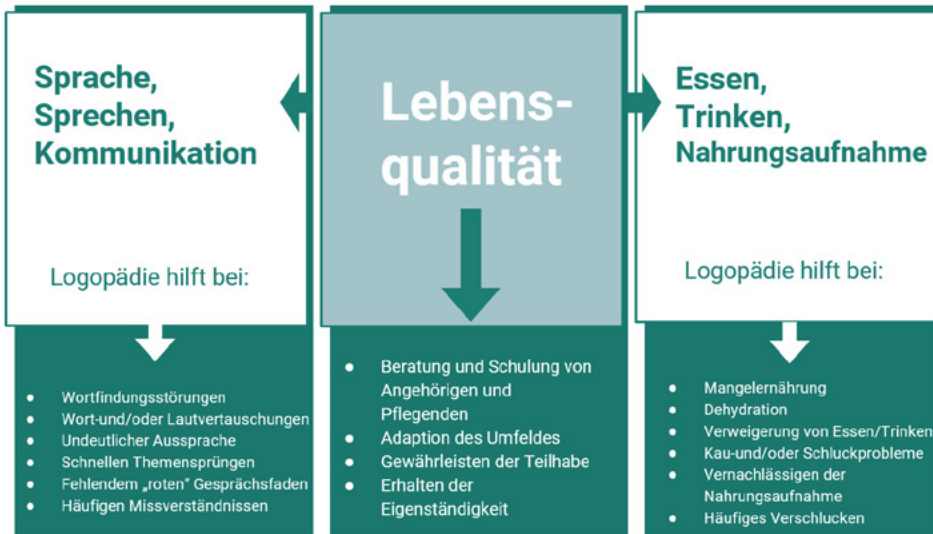 Sprache,
Sprechen,
Kommunikation
Logopädie hilft bei:
● Wortfindungsstörungen
● Wort-und/oder Lautvertauschungen
● Undeutlicher Aussprache
● Schnellen Themensprüngen
● Fehlendem „roten“ Gesprächsfaden
● Häufigen Missverständnissen
Lebens-
qualität
● Beratung und Schulung von
Angehörigen und
Pflegenden
● Adaption des Umfeldes
● Gewährleisten der Teilhabe
● Erhalten der
Eigenständigkeit
Essen,
Trinken,
Nahrungsaufnahme
Logopädie hilft bei:
● Mangelernährung
● Dehydration
● Verweigerung von Essen/Trinken
● Kau-und/oder Schluckprobleme
● Vernachlässigen der
Nahrungsaufnahme
● Häufiges Verschlucken